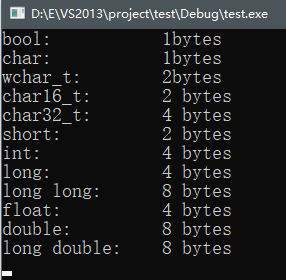 D:\E\VS2013\project\test\Debug\test.exe
bool: 1bytes
char: 1bytes
wchar_t: 2bytes
char16_t: 2 bytes
char32_t: 4 bytes
short: 2 bytes
int: 4 bytes
long: 4 bytes
long long: 8 bytes
float: 4 bytes
double: 8 bytes
long double: 8 bytes